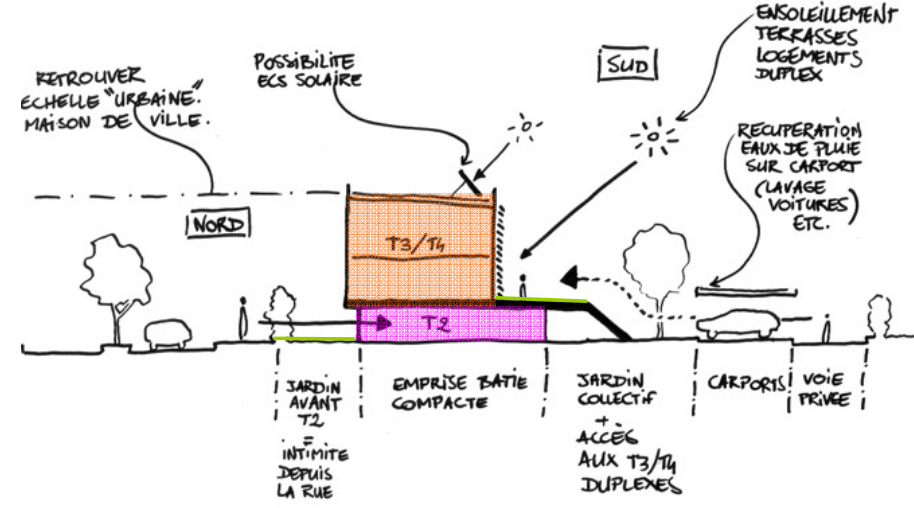 RETROUVER
ECHELLE "URBAINE".
MAISON DE VILLE.
POSSIBILITE
ECS SOLAIRE
SUD
ENSOLEILLEMENT
TERRASSES
LOGEMENTS
DUPLEX
RECUPERATION
EAUX DE PLUIE
SUR CARPORT
(LAVAGE
VOITURES)
ETC.
NORD
T3/T4
T2
JARDIN
AVANT
T2
=
INTIMITE
DEPUIS
LA RUE
EMPRISE BATIE
COMPACTE
JARDIN
COLLECTIF
+
ACCÈS
AUX T3/T4
DUPLEXES
CARPORTS
VOIE
PRIVEE